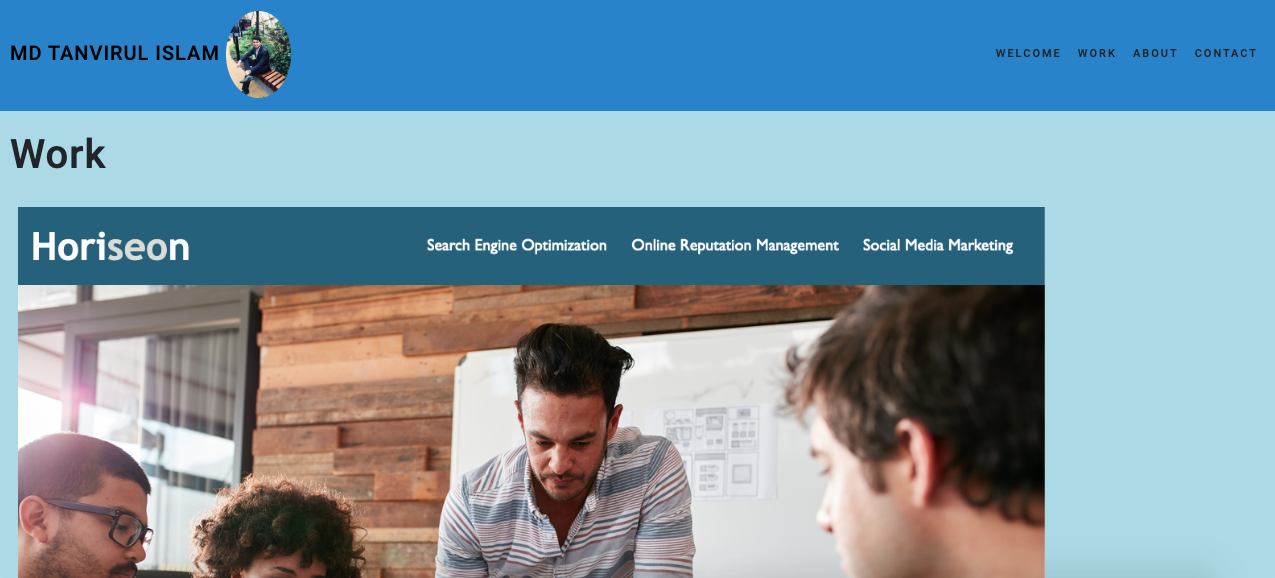 MD TANVIRUL ISLAM
WELCOME WORK ABOUT CONTACT
Work
Horiseon
Search Engine Optimization Online Reputation Management Social Media Marketing